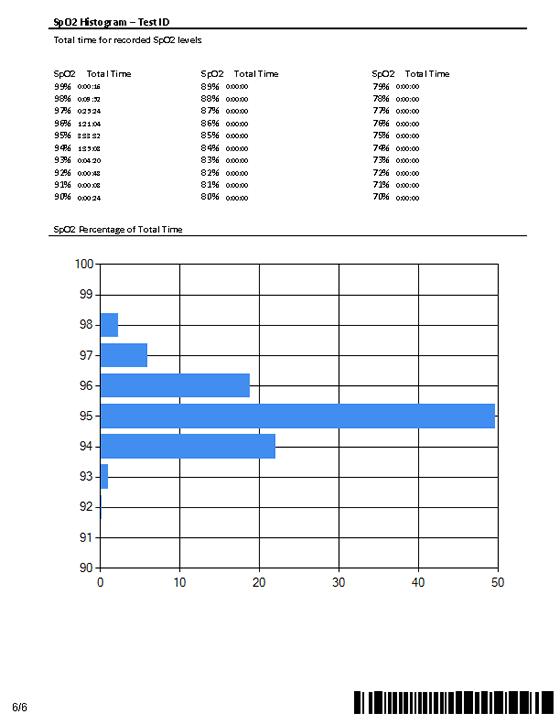 SpO2 Histogram – Test ID
Total time for recorded SpO2 levels
SpO2 Total Time SpO2 Total Time SpO2 Total Time
99% 0:00:16 89% 0:00:00 79% 0:00:00
98% 88% 0:00:00 78% 0:00:00
97% 0:25:24 87% 0:00:00 77% 0:00:00
96% 1:21:04 86% 0:00:00 76% 0:00:00
95% 85% 0:00:00 75% 0:00:00
94% 84% 0:00:00 74% 0:00:00
93% 0:04:20 83% 0:00:00 73% 0:00:00
92% 0:00:48 82% 0:00:00 72% 0:00:00
91% 0:00:08 81% 0:00:00 71% 0:00:00
90% 0:00:24 80% 0:00:00 70% 0:00:00
SpO2 Percentage of Total Time
100
99
98
97
96
95
94
93
92
91
90
0 10 20 30 40 50
6/6